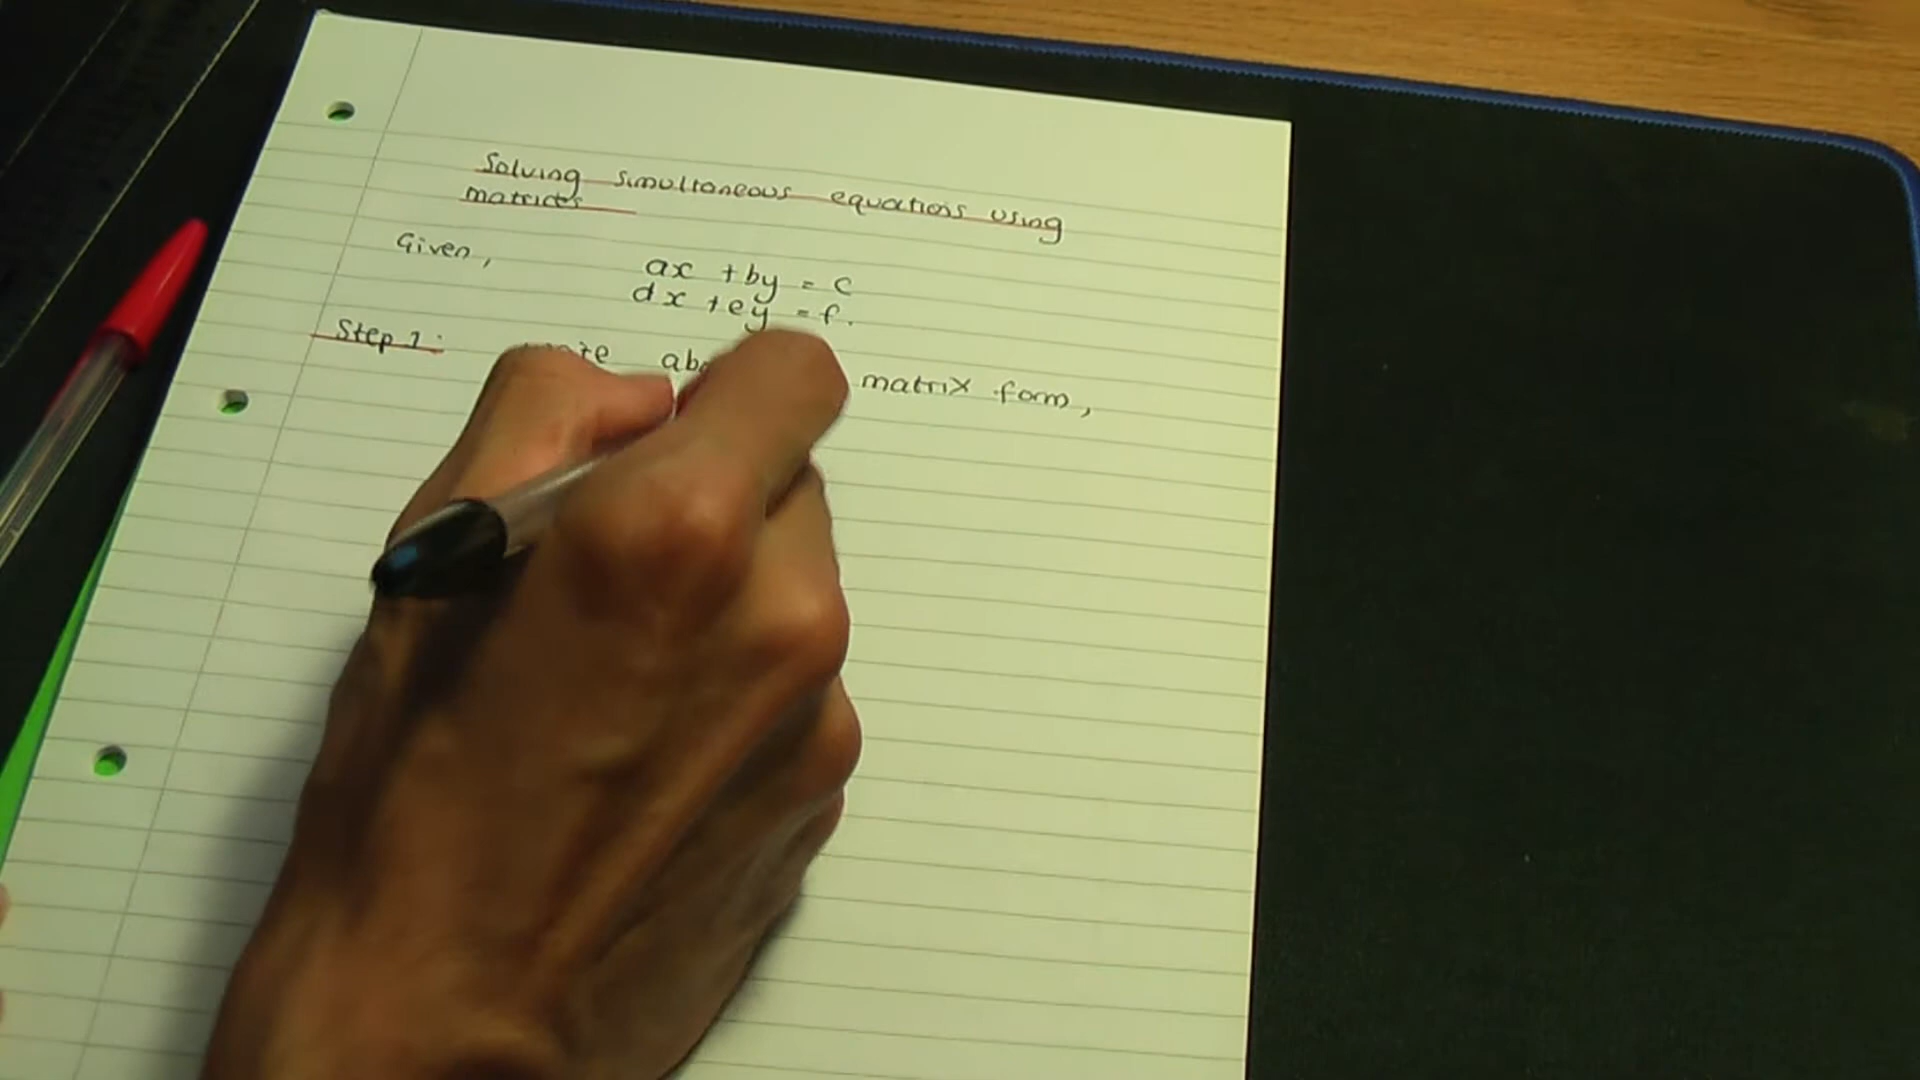 Solving simultaneous equations using
matrices
Given,
ax + by = c
dx + ey = f.
Step 1: matrix form,